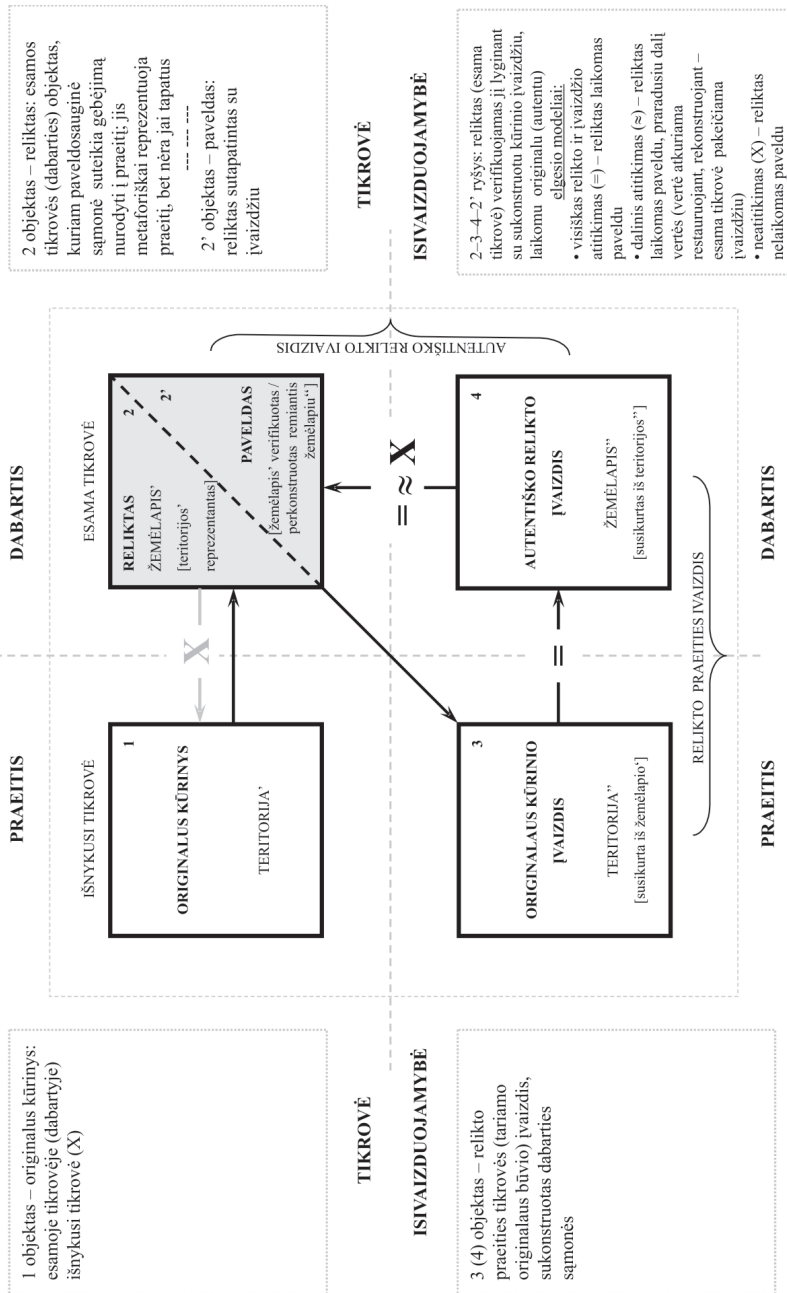 1 objektas – originalus kūrinys:
esamoje tikrovėje (dabartyje)
išnykusi tikrovė (X)
PRAEITIS
DABARTIS
IŠNYKUSI TIKROVĖ
ESAMA TIKROVĖ
1
ORIGINALUS KŪRINYS
TERITORIJA’
X
RELIKTAS
2
ŽEMĖLAPIS’
2’
[teritorijos’
reprezentantas]
PAVELDAS
[žemėlapis’ verifikuotas /
perkonstruotas remiantis
žemėlapiu“]
2 objektas – reliktas: esamos
tikrovės (dabarties) objektas,
kuriam paveldosauginė
sąmonė suteikia gebėjimą
nurodyti į praeitį; jis
metaforiškai reprezentuoja
praeitį, bet nėra jai tapatus
--- --- ---
2’ objektas – paveldas:
reliktas sutapatintas su
įvaizdžiu
TIKROVĖ
TIKROVĖ
ISIVAIZDUOJAMYBĖ
ISIVAIZDUOJAMYBĖ
AUTENTIŠKO RELIKTO IVAIZDIS
= ≈ X
3 (4) objektas – relikto
praeities tikrovės (tariamo
originalaus būvio) įvaizdis,
sukonstruotas dabarties
sąmonės
3
ORIGINALAUS KŪRINIO
ĮVAIZDIS
TERITORIJA’’
[susikurta iš žemėlapio‘]
=
4
AUTENTIŠKO RELIKTO
ĮVAIZDIS
ŽEMĖLAPIS”
[susikurtas iš teritorijos”]
RELIKTO PRAEITIES IVAIZDIS
PRAEITIS
DABARTIS
2–3–4–2’ ryšys: reliktas (esama
tikrovė) verifikuojamas jį lyginant
su sukonstruotu kūrinio įvaizdžiu,
laikomu originalu (autentu)
elgesio modeliai:
• visiškas relikto ir įvaizdžio
atitikimas (=) – reliktas laikomas
paveldu
• dalinis atitikimas (≈) – reliktas
laikomas paveldu, praradusiu dalį
vertės (vertė atkuriama
restauruojant, rekonstruojant –
esama tikrovė pakeičiama
įvaizdžiu)
• neatitikimas (X) – reliktas
nelaikomas paveldu